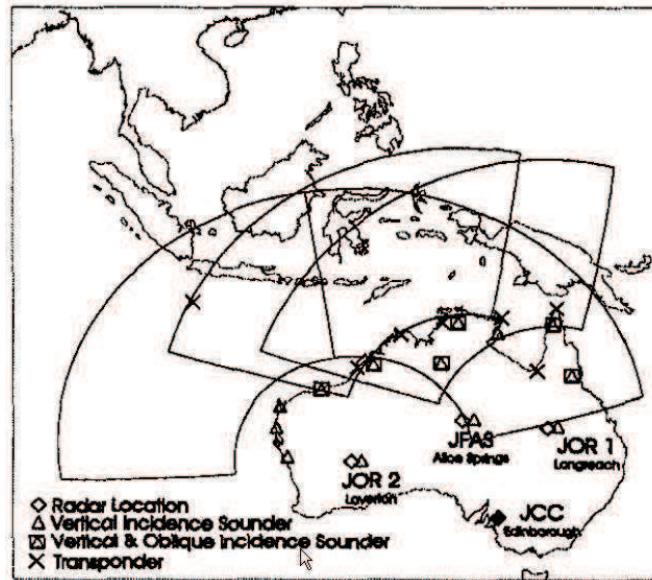 JFAS
Alice Springs
JOR 1
Longreach
JOR 2
Laverton
JCC
Edinborough
Radar Location
Vertical Incidence Sounder
Vertical & Oblique Incidence Sounder
Transponder